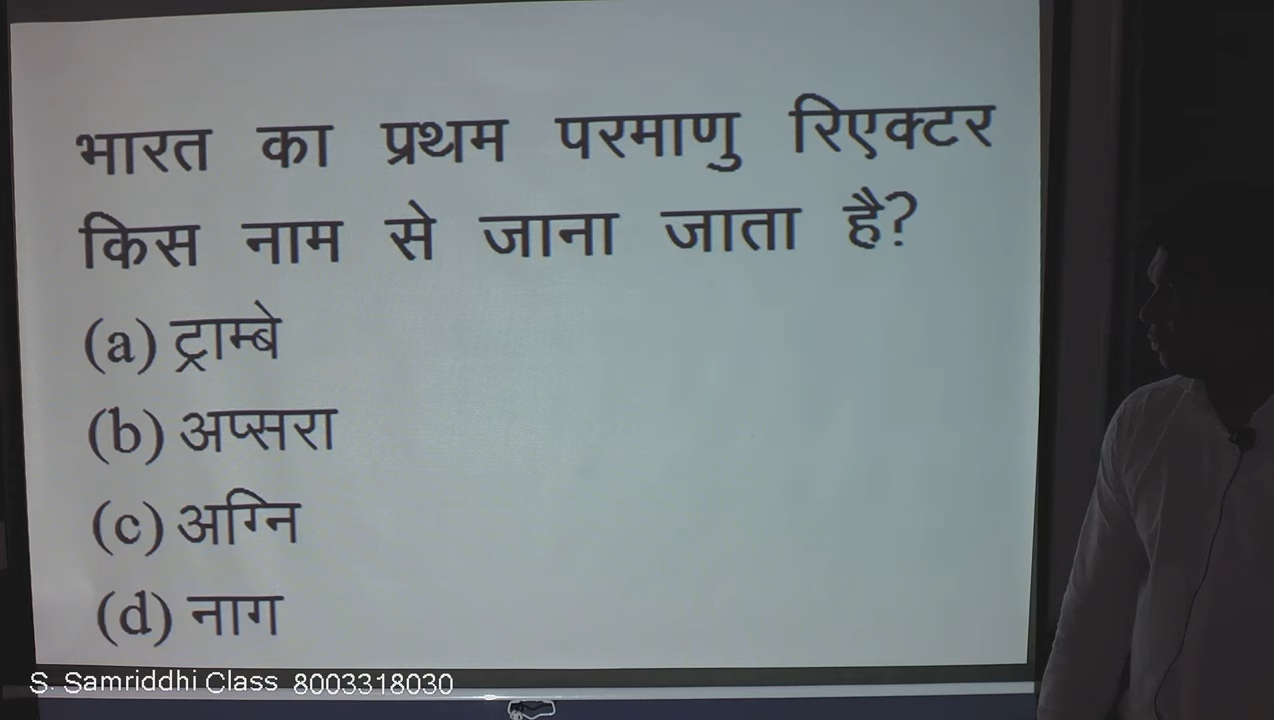 भारत का प्रथम परमाणु रिएक्टर
किस नाम से जाना जाता है?
(a) ट्राम्बे
(b) अप्सरा
(c) अग्नि
(d) नाग
S. Samriddhi Class 8003318030